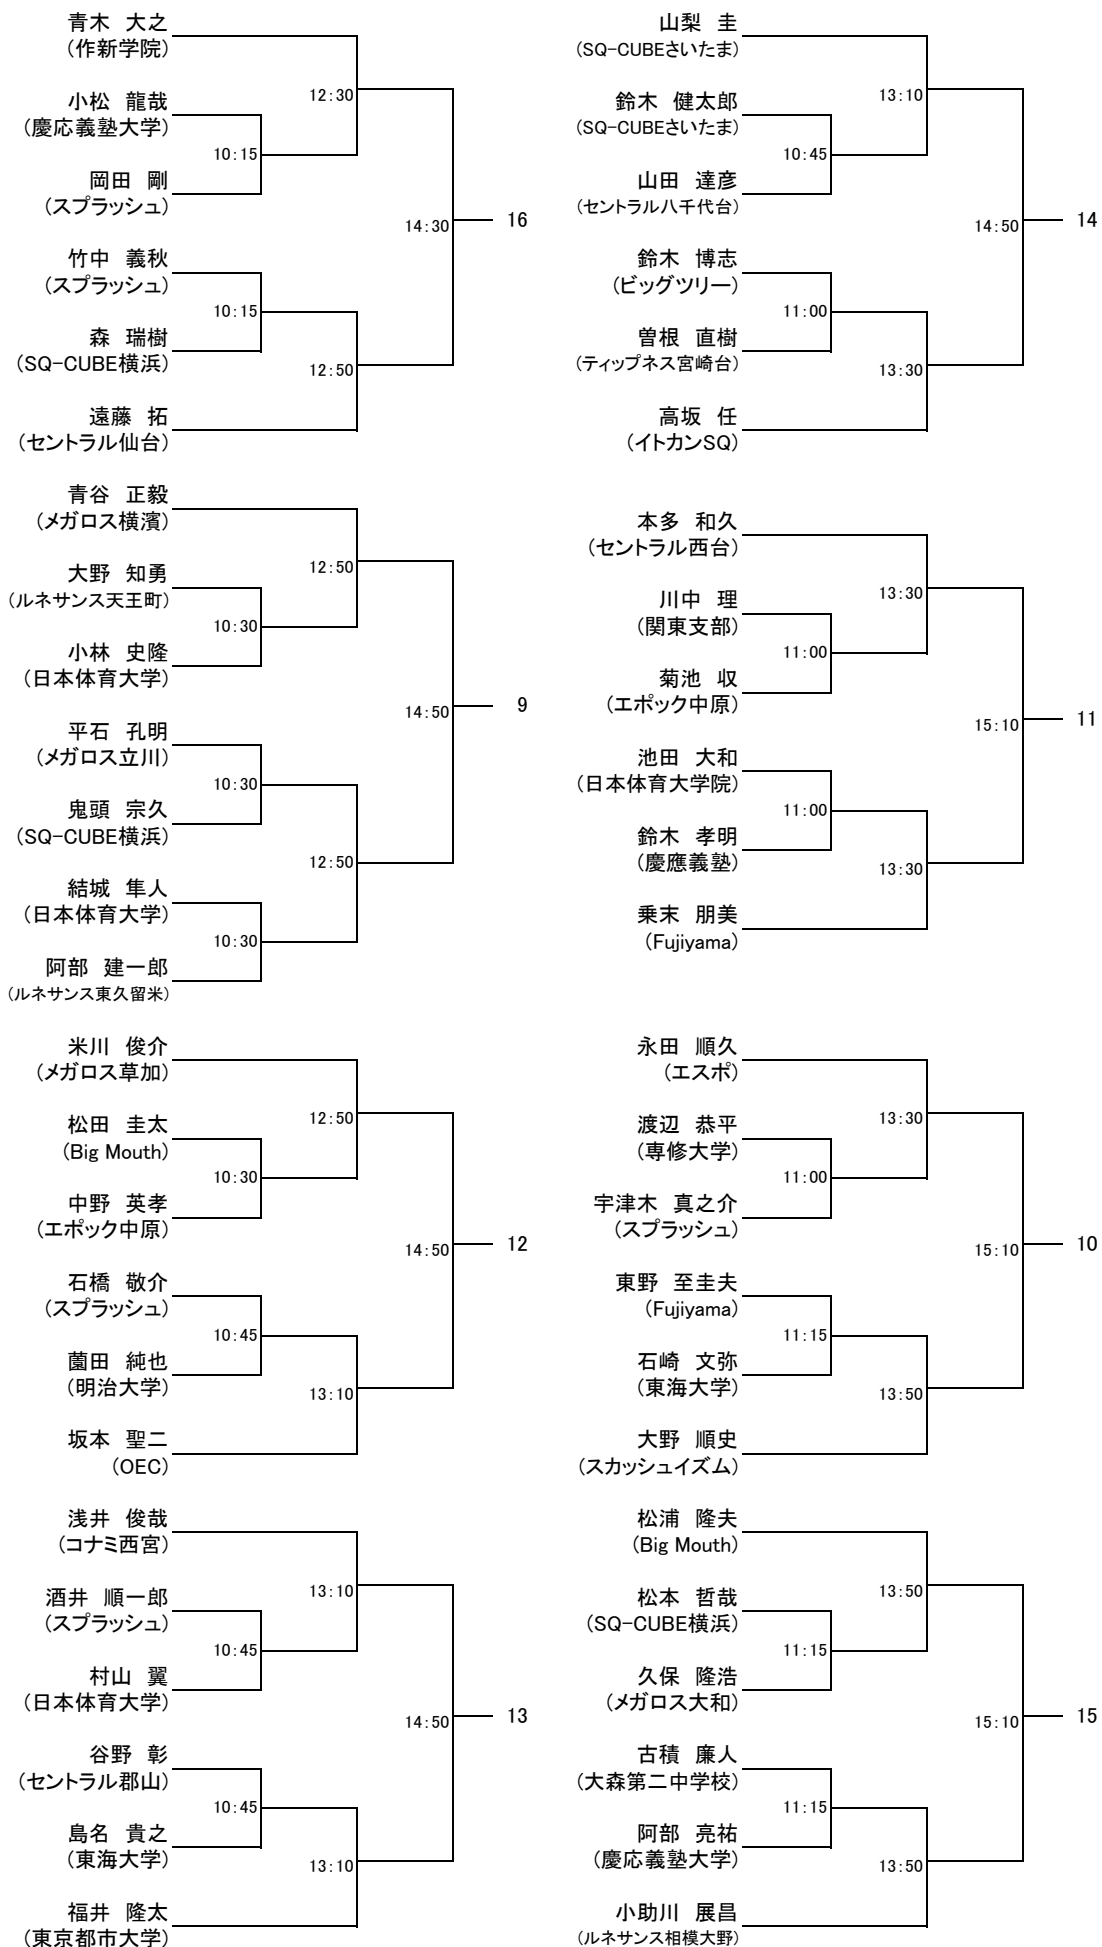 青木 大之
(作新学院)
12:30
小松 龍哉
(慶応義塾大学)
10:15
岡田 剛
(スプラッシュ)
14:30
16
竹中 義秋
(スプラッシュ)
10:15
森 瑞樹
(SQ-CUBE横浜)
12:50
遠藤 拓
(セントラル仙台)
青谷 正毅
(メガロス横濱)
12:50
大野 知勇
(ルネサンス天王町)
10:30
小林 史隆
(日本体育大学)
14:50
9
平石 孔明
(メガロス立川)
10:30
鬼頭 宗久
(SQ-CUBE横浜)
12:50
結城 隼人
(日本体育大学)
10:30
阿部 建一郎
(ルネサンス東久留米)
米川 俊介
(メガロス草加)
12:50
松田 圭太
(Big Mouth)
10:30
中野 英孝
(エポック中原)
14:50
12
石橋 敬介
(スプラッシュ)
10:45
薗田 純也
(明治大学)
13:10
坂本 聖二
(OEC)
浅井 俊哉
(コナミ西宮)
13:10
酒井 順一郎
(スプラッシュ)
10:45
村山 翼
(日本体育大学)
14:50
13
谷野 彰
(セントラル郡山)
10:45
島名 貴之
(東海大学)
13:10
福井 隆太
(東京都市大学)
山梨 圭
(SQ-CUBEさいたま)
13:10
鈴木 健太郎
(SQ-CUBEさいたま)
10:45
山田 達彦
(セントラル八千代台)
14:50
14
鈴木 博志
(ビッグツリー)
11:00
曽根 直樹
(ティップネス宮崎台)
13:30
高坂 任
(イトカンSQ)
本多 和久
(セントラル西台)
13:30
川中 理
(関東支部)
11:00
菊池 収
(エポック中原)
15:10
11
池田 大和
(日本体育大学院)
11:00
鈴木 孝明
(慶應義塾)
13:30
乗末 朋美
(Fujiyama)
永田 順久
(エスポ)
13:30
渡辺 恭平
(専修大学)
11:00
宇津木 真之介
(スプラッシュ)
15:10
10
東野 至圭夫
(Fujiyama)
11:15
石崎 文弥
(東海大学)
13:50
大野 順史
(スカッシュイズム)
松浦 隆夫
(Big Mouth)
13:50
松本 哲哉
(SQ-CUBE横浜)
11:15
久保 隆浩
(メガロス大和)
15:10
15
古積 廉人
(大森第二中学校)
11:15
阿部 亮祐
(慶応義塾大学)
13:50
小助川 展昌
(ルネサンス相模大野)